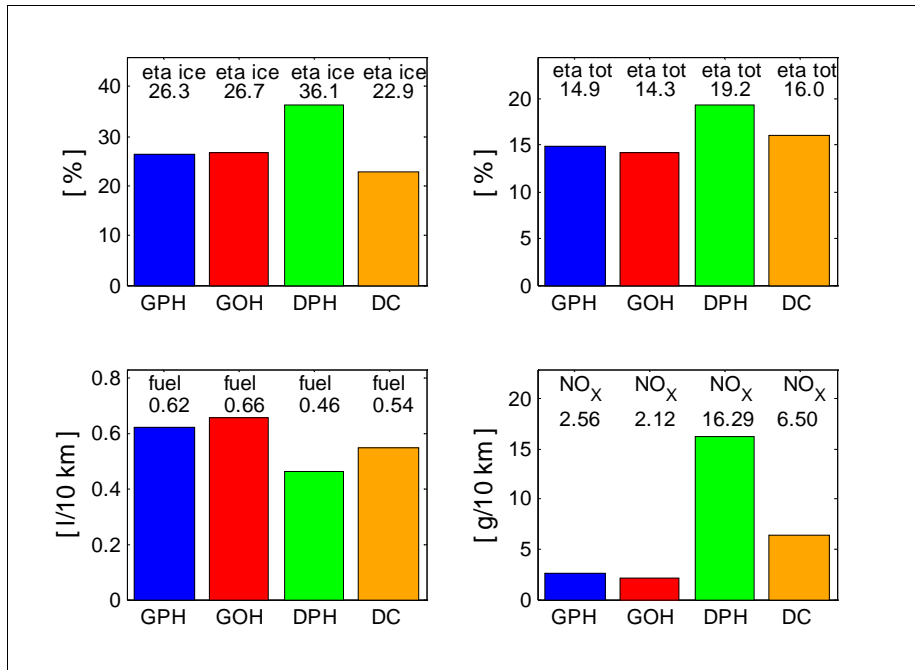 eta ice eta ice eta ice eta ice
26.3 26.7 36.1 22.9
40
30
20
10
0
[ % ]
GPH GOH DPH DC
eta tot eta tot eta tot eta tot
14.9 14.3 19.2 16.0
20
15
10
5
0
[ % ]
GPH GOH DPH DC
fuel fuel fuel fuel
0.62 0.66 0.46 0.54
0.8
0.6
0.4
0.2
0
[ l/10 km ]
GPH GOH DPH DC
NOX NOX NOX NOX
2.56 2.12 16.29 6.50
20
15
10
5
0
[ g/10 km ]
GPH GOH DPH DC